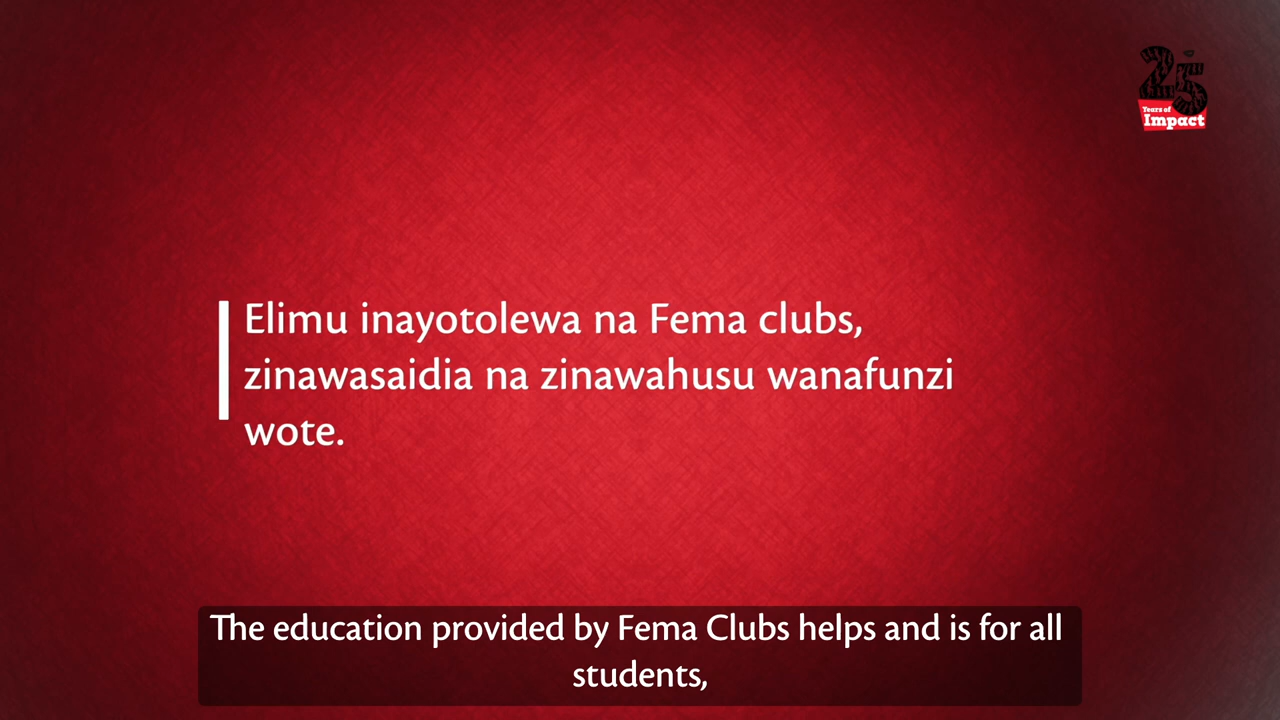 25
Years of
Impact
Elimu inayotolewa na Fema clubs,
zinawasaidia na zinawahusu wanafunzi
wote.
The education provided by Fema Clubs helps and is for all
students,